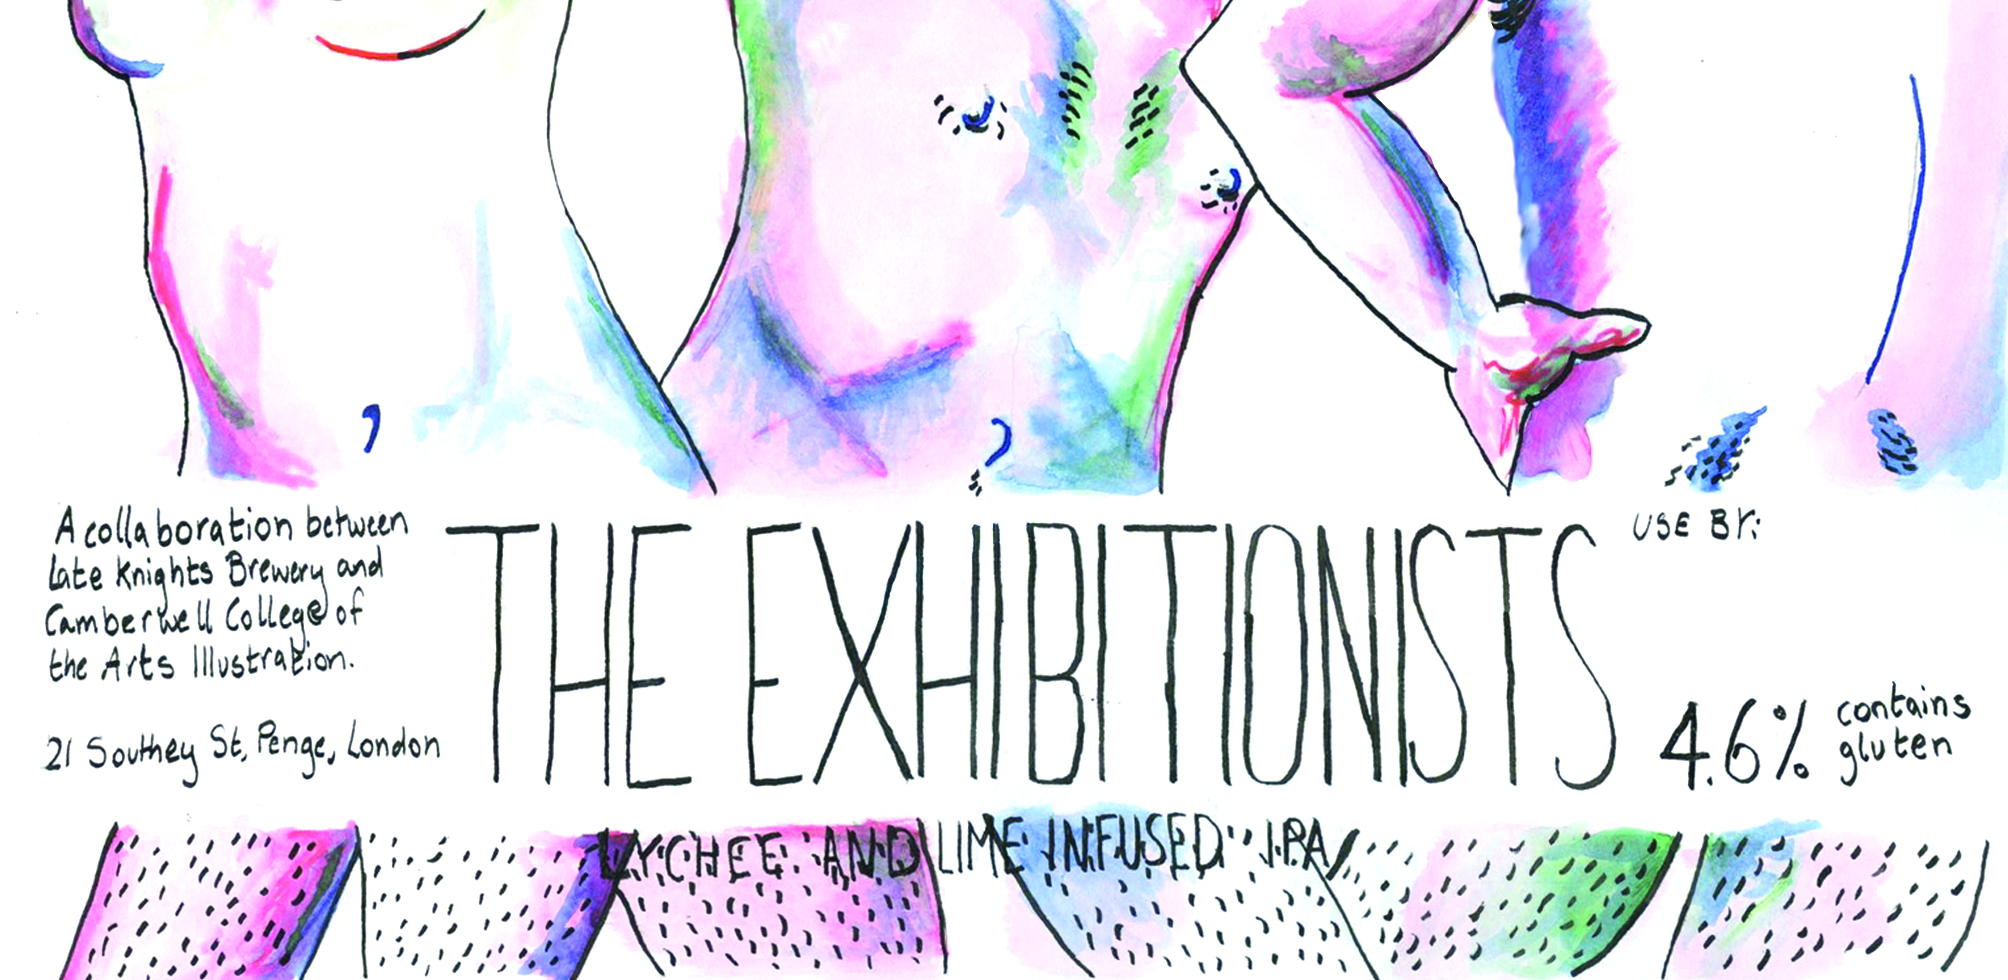 A collaboration between
Late Knights Brewery and
Camberwell College of
the Arts Illustration.
21 Southey St, Penge, London
THE EXHIBITIONISTS
USE BY:
4.6%
contains
gluten
LYCHEE AND LIME INFUSED IPA